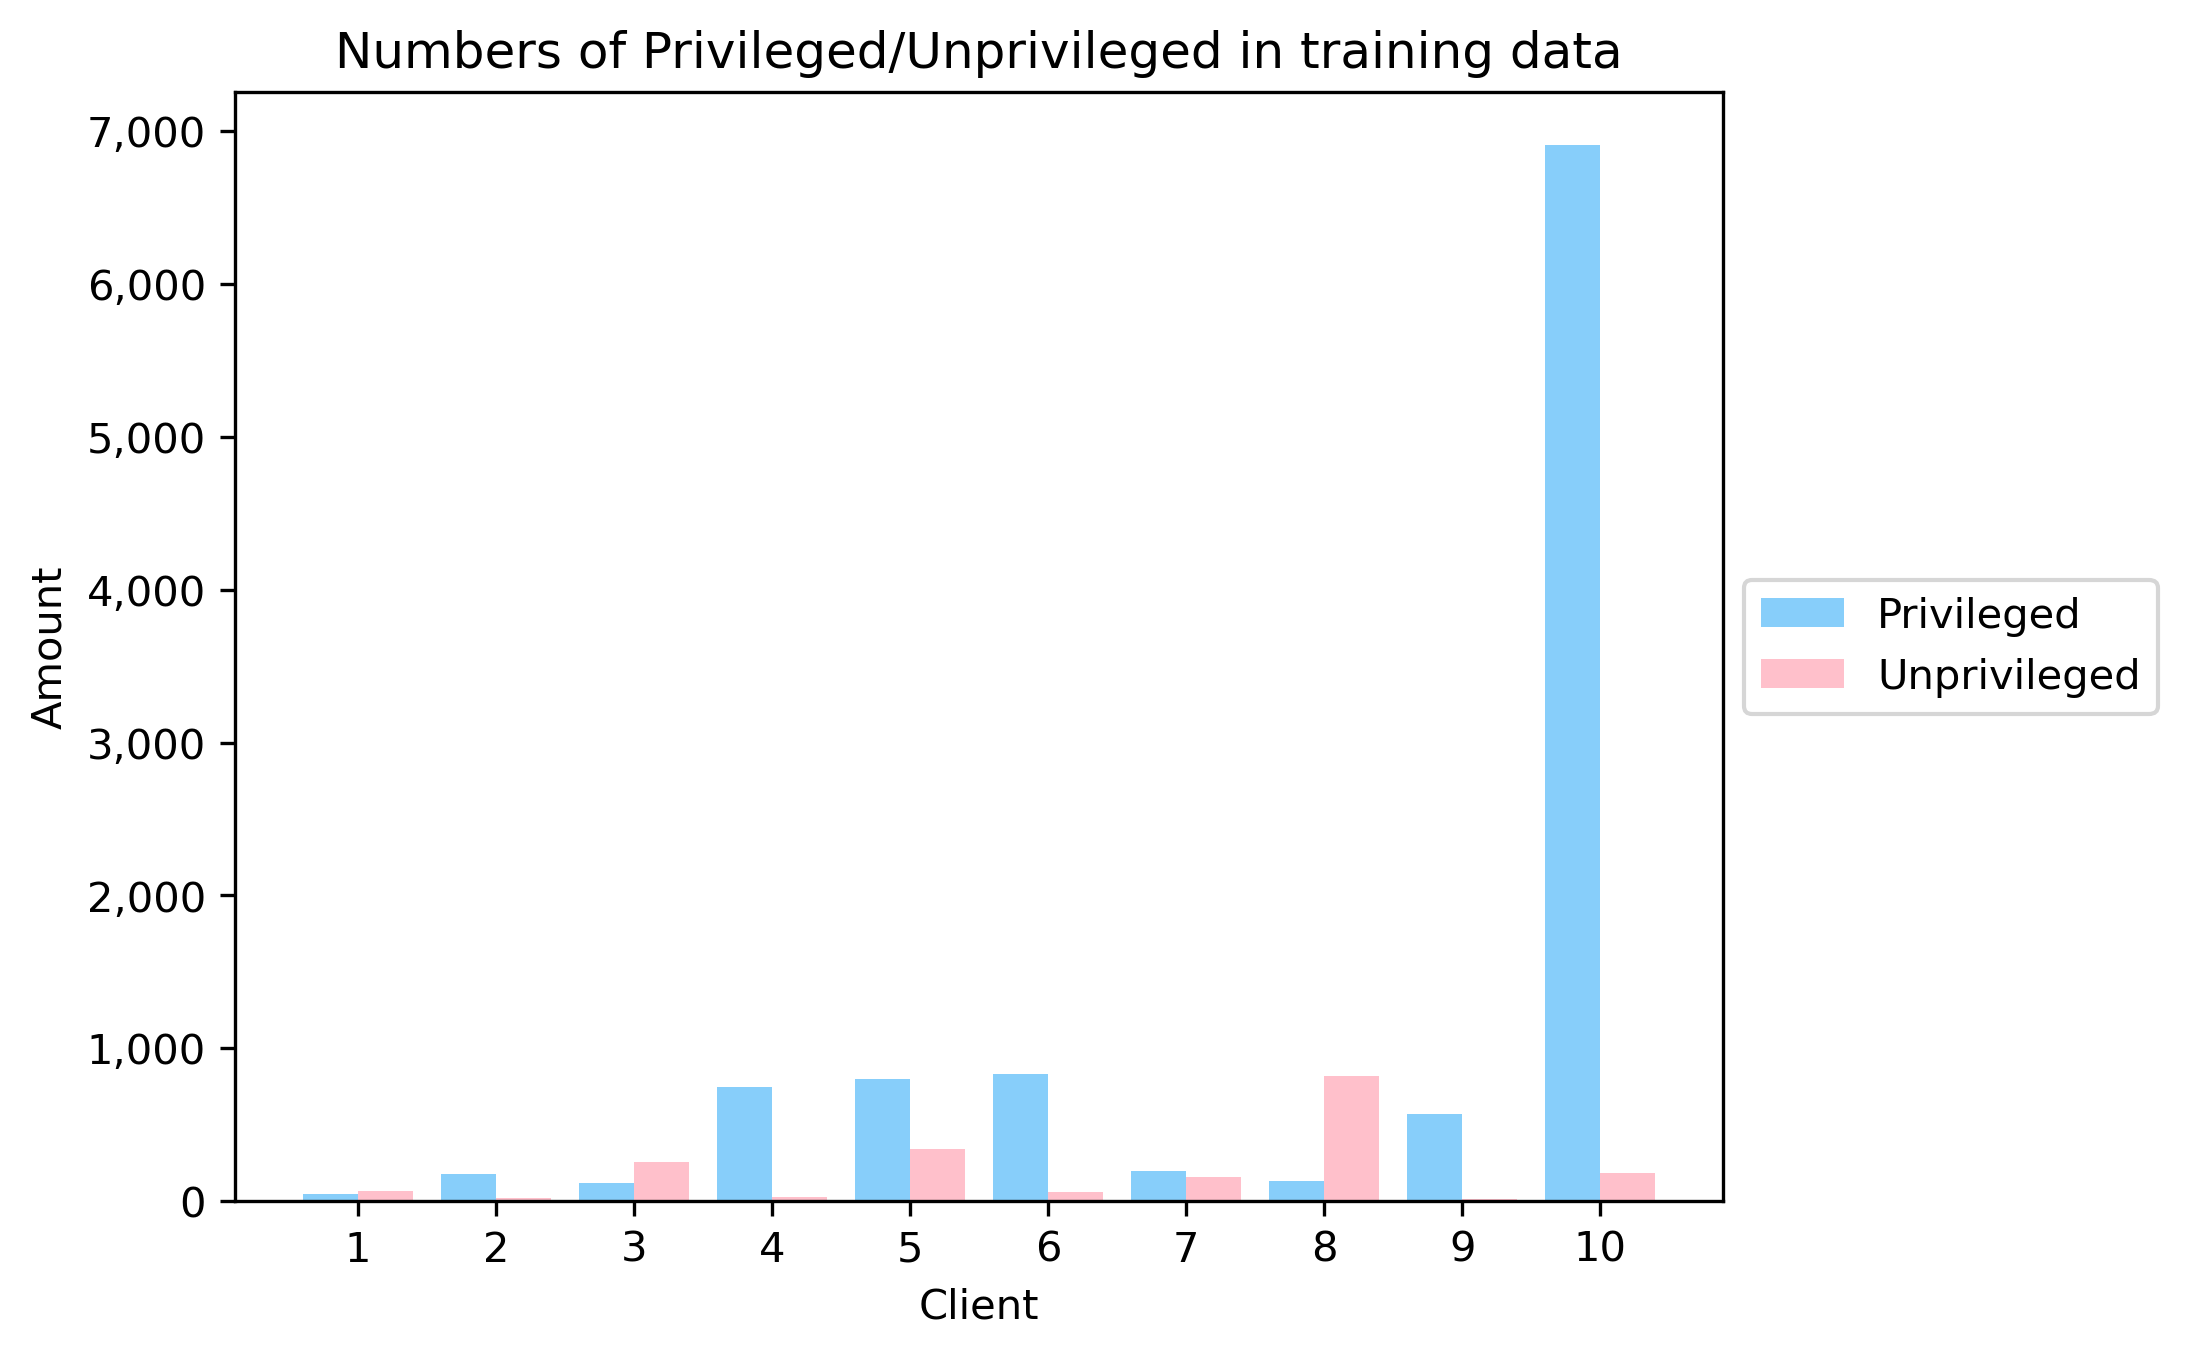 Numbers of Privileged/Unprivileged in training data
7,000
6,000
5,000
4,000
3,000
2,000
1,000
0
Amount
1 2 3 4 5 6 7 8 9 10
Client
Privileged
Unprivileged